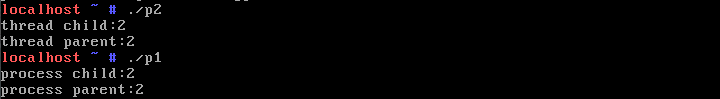 localhost ~ # ./p2
thread child:2
thread parent:2
localhost ~ # ./p1
process child:2
process parent:2